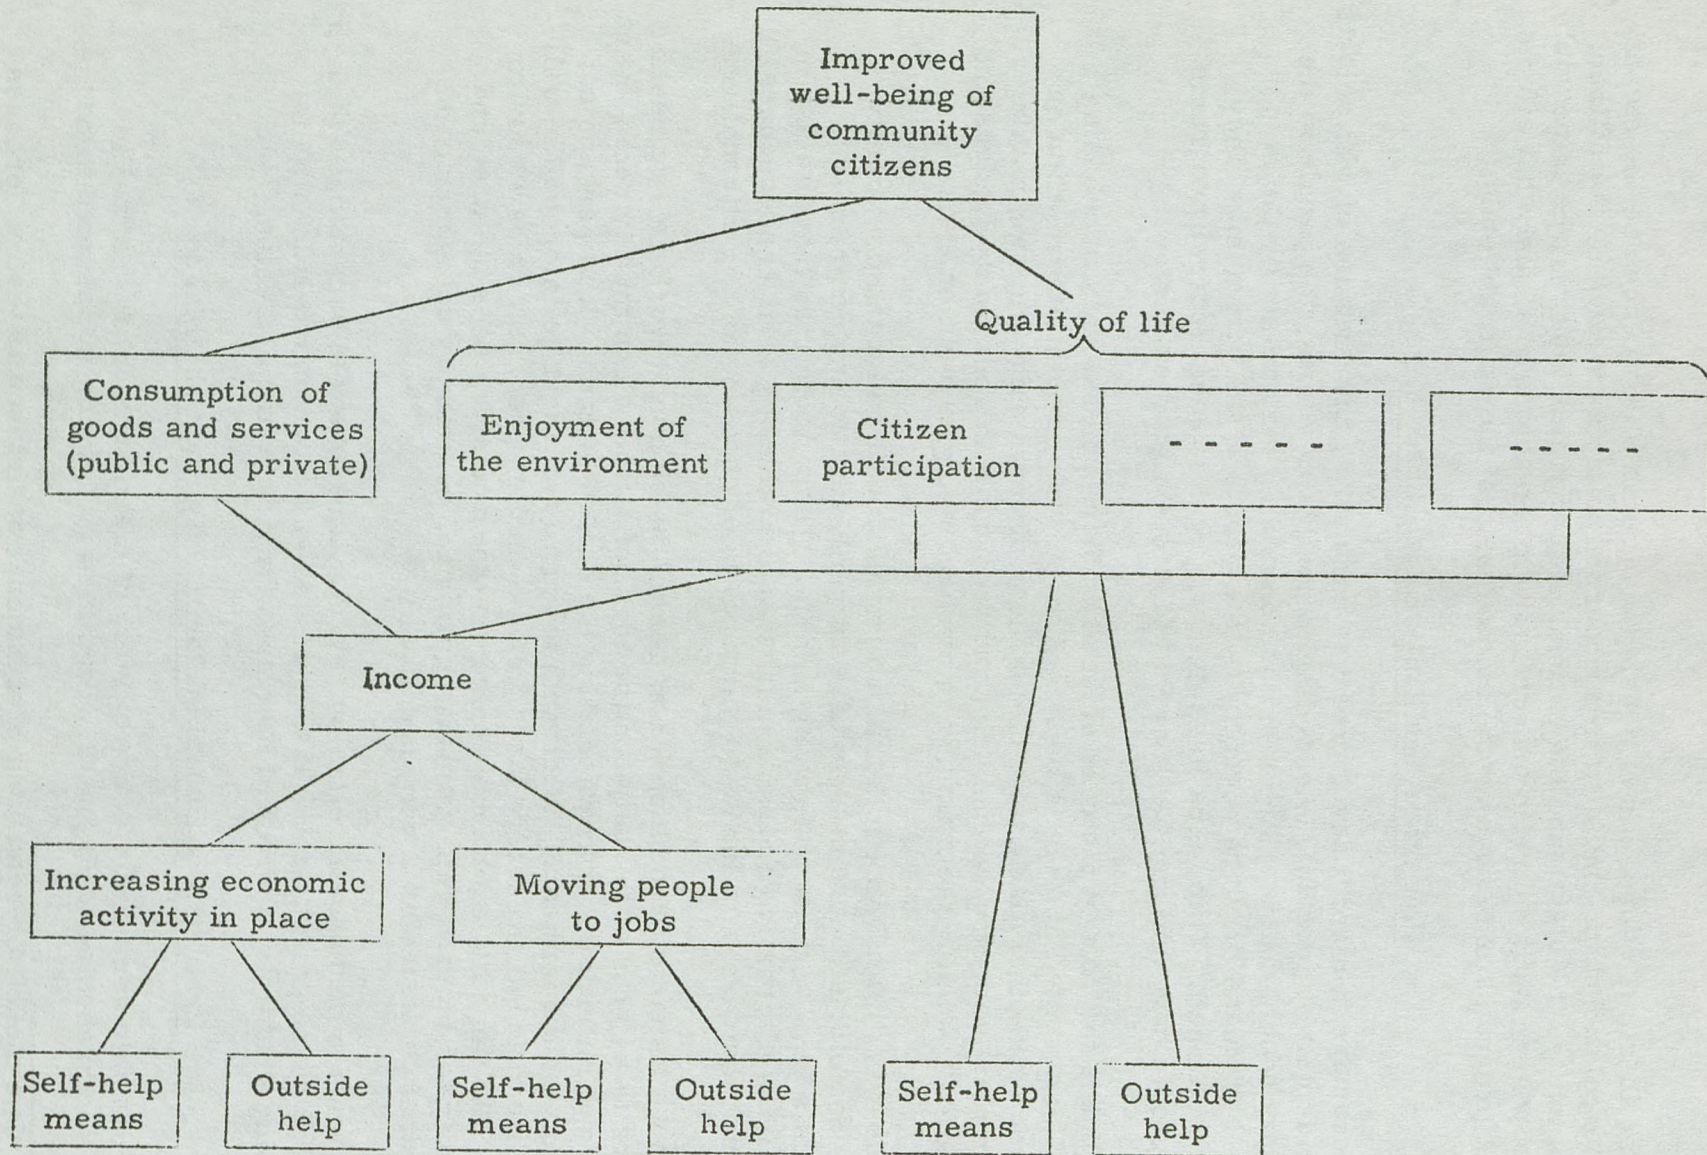 Improved
well-being of
community
citizens
Quality of life
Consumption of
goods and services
(public and private)
Enjoyment of
the environment
Citizen
participation
- - - - -
- - - - -
Income
Increasing economic
activity in place
Moving people
to jobs
Self-help
means
Outside
help
Self-help
means
Outside
help
Self-help
means
Outside
help